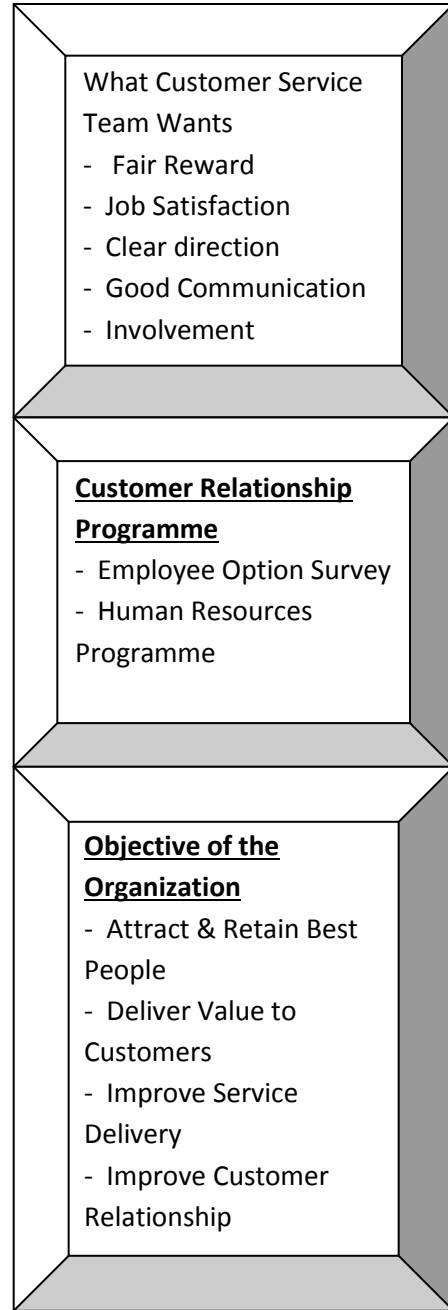 What Customer Service
Team Wants
- Fair Reward
- Job Satisfaction
- Clear direction
- Good Communication
- Involvement
Customer Relationship
Programme
- Employee Option Survey
- Human Resources
Programme
Objective of the
Organization
- Attract & Retain Best
People
- Deliver Value to
Customers
- Improve Service
Delivery
- Improve Customer
Relationship